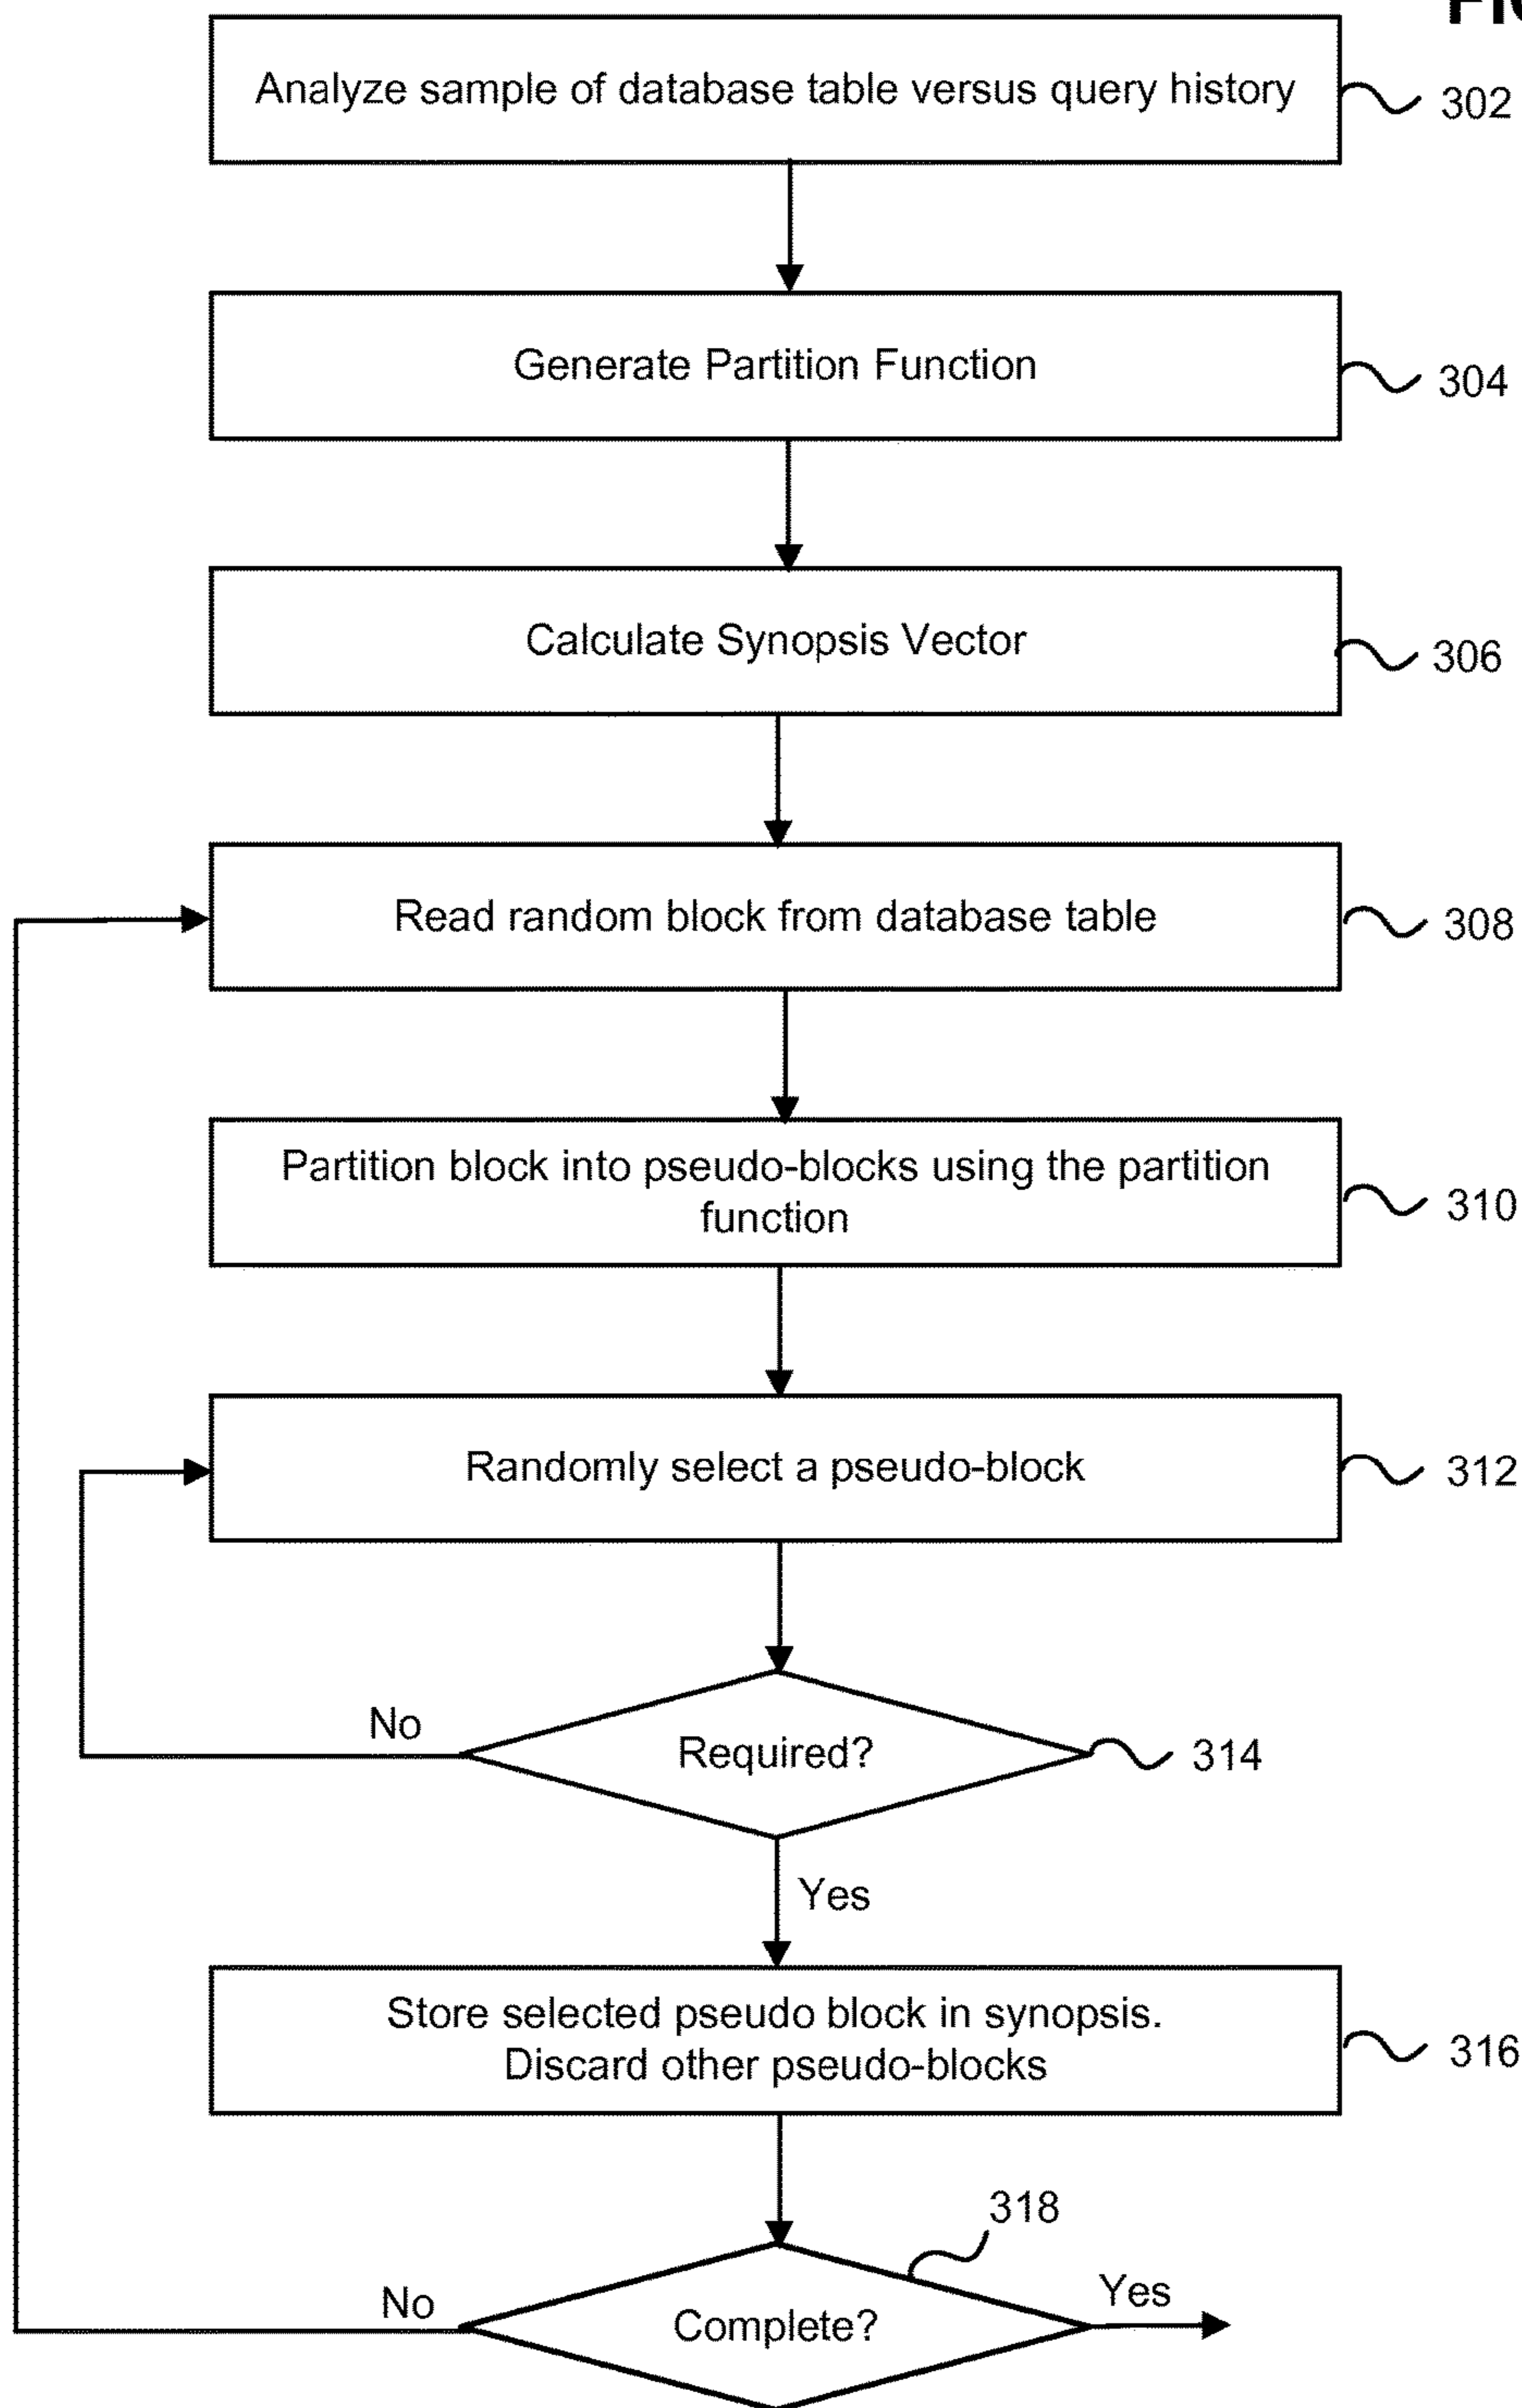 Analyze sample of database table versus query history
302
Generate Partition Function
304
Calculate Synopsis Vector
306
Read random block from database table
308
Partition block into pseudo-blocks using the partition
function
310
Randomly select a pseudo-block
312
No
Required?
314
Yes
Store selected pseudo block in synopsis.
Discard other pseudo-blocks
316
318
No
Complete?
Yes